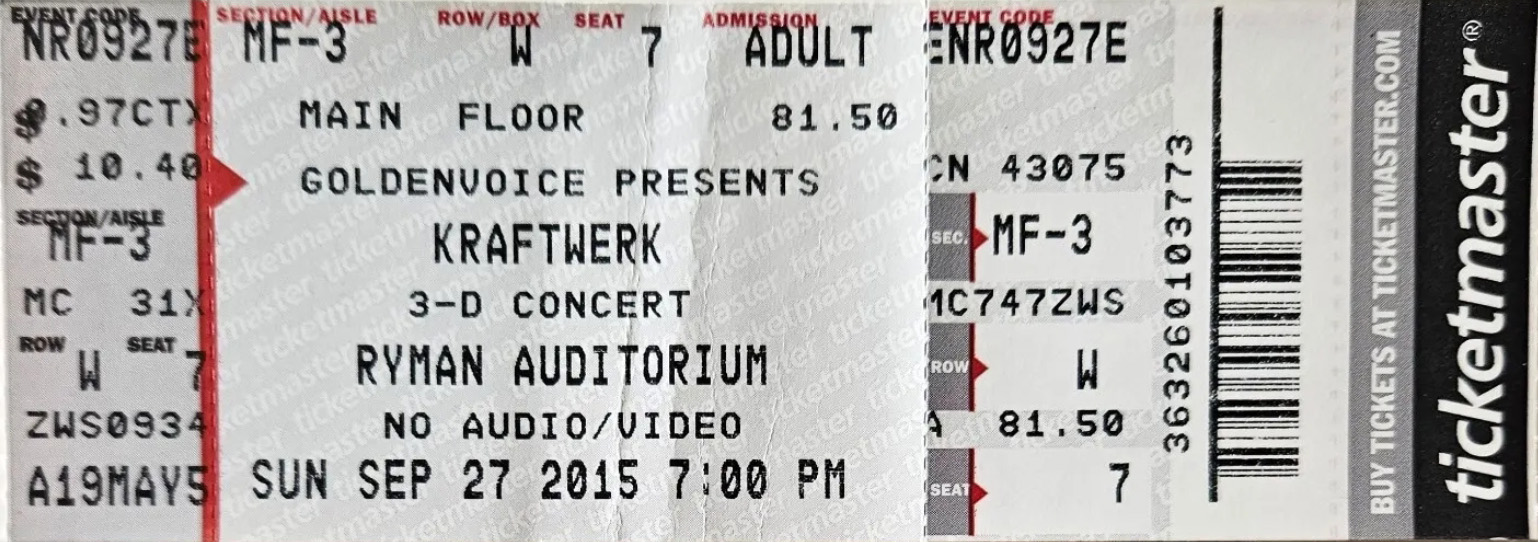 EVENT CODE
NR0927E
$ .97CTX
$ 10.40
SECTION/AISLE
MF-3
MC 31X
ROW SEAT
W 7
ZWS0934
A19MAY5
SECTION/AISLE ROW/BOX SEAT ADMISSION
MF-3 W 7 ADULT
MAIN FLOOR 81.50
GOLDENVOICE PRESENTS
KRAFTWERK
3-D CONCERT
RYMAN AUDITORIUM
NO AUDIO/VIDEO
SUN SEP 27 2015 7:00 PM
EVENT CODE
ENR0927E
CN 43075
SEC. MF-3
MC747ZWS
ROW W
A 81.50
SEAT 7
363260103773
BUY TICKETS AT TICKETMASTER.COM
ticketmaster®